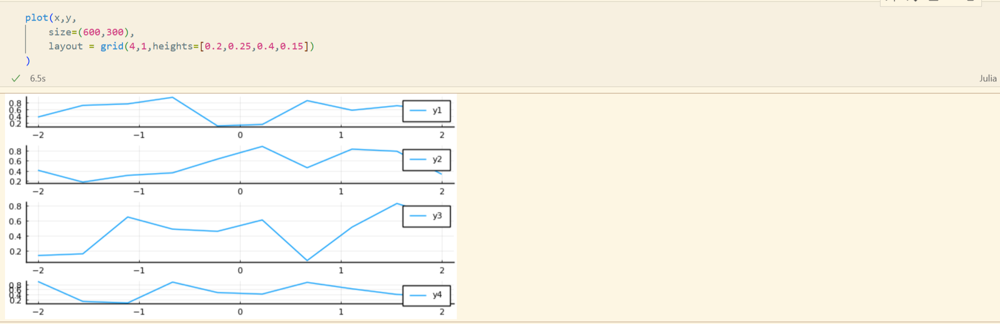 plot(x,y,
size=(600,300),
layout = grid(4,1,heights=[0.2,0.25,0.4,0.15])
)
6.5s
Julia
0.8
0.6
0.4
0.2
y1
−2 −1 0 1 2
0.8
0.6
0.4
0.2
y2
−2 −1 0 1 2
0.8
0.6
0.4
0.2
y3
−2 −1 0 1 2
0.8
0.6
0.4
0.2
y4
−2 −1 0 1 2